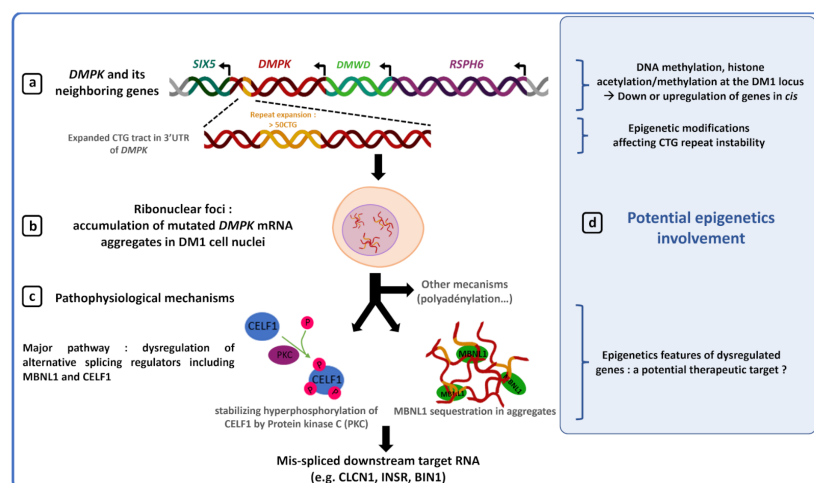 SIX5 DMPK DMWD RSPH6
a
DMPK and its
neighboring genes
Repeat expansion :
> 50CTG
Expanded CTG tract in 3'UTR
of DMPK
b
Ribonuclear foci :
accumulation of mutated DMPK mRNA
aggregates in DM1 cell nuclei
c
Pathophysiological mechanisms
Other mecanisms
(polyadénylation...)
Major pathway : dysregulation of
alternative splicing regulators including
MBNL1 and CELF1
CELF1
P
PKC
P
CELF1
P
P
stabilizing hyperphosphorylation of
CELF1 by Protein kinase C (PKC)
MBNL1
MBNL1
MBNL1
MBNL1 sequestration in aggregates
Mis-spliced downstream target RNA
(e.g. CLCN1, INSR, BIN1)
DNA methylation, histone
acetylation/methylation at the DM1 locus
→ Down or upregulation of genes in cis
Epigenetic modifications
affecting CTG repeat instability
d
Potential epigenetics
involvement
Epigenetics features of dysregulated
genes : a potential therapeutic target ?